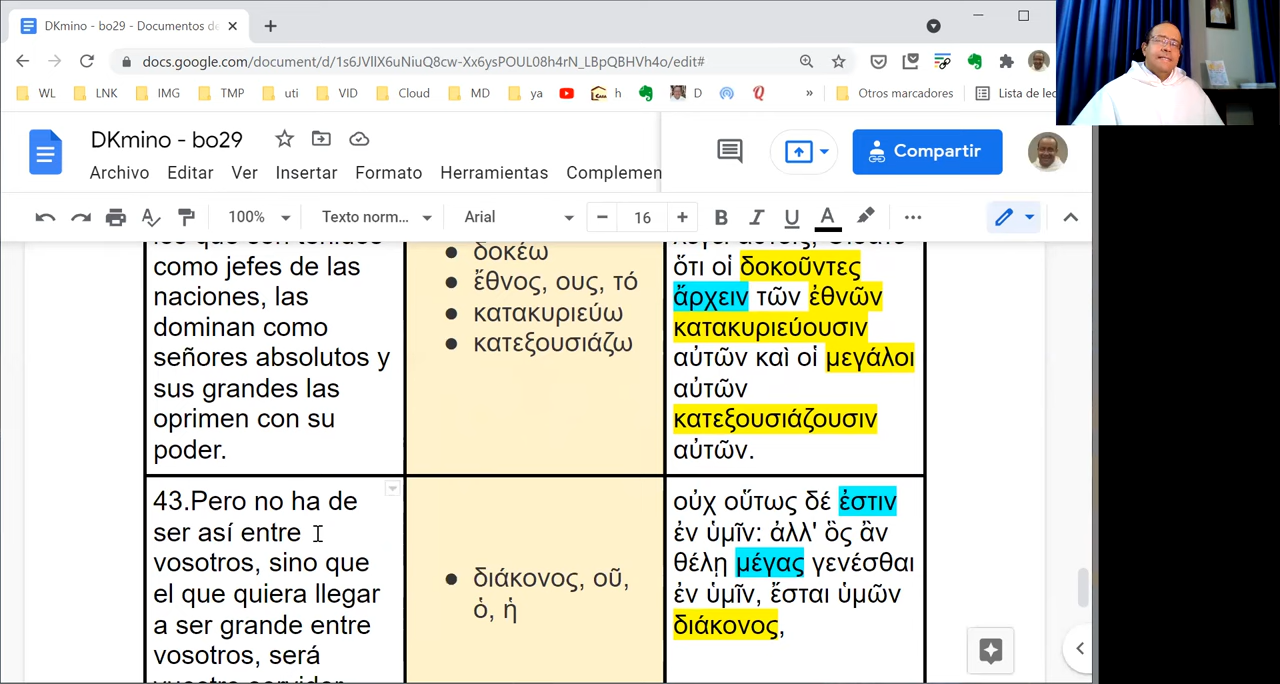 DKmino - bo29 - Documentos de
docs.google.com/document/d/1s6JVllX6uNiuQ8cw-Xx6ysPOUL08h4rN_LBpQBHVh4o/edit#
WL LNK IMG TMP uti VID Cloud MD ya h D Q » Otros marcadores Lista de lec
DKmino - bo29
Compartir
Archivo Editar Ver Insertar Formato Herramientas Complemen
100% Texto norm... Arial 16 B I U A
como jefes de las
naciones, las
dominan como
señores absolutos y
sus grandes las
oprimen con su
poder.
δοκέω
ἔθνος, ους, τό
κατακυριεύω
κατεξουσιάζω
ὅτι οἱ δοκοῦντες
ἄρχειν τῶν ἐθνῶν
κατακυριεύουσιν
αὐτῶν καὶ οἱ μεγάλοι
αὐτῶν
κατεξουσιάζουσιν
αὐτῶν.
43.Pero no ha de
ser así entre
vosotros, sino que
el que quiera llegar
a ser grande entre
vosotros, será
διάκονος, οῦ,
ὁ, ἡ
οὐχ οὕτως δέ ἐστιν
ἐν ὑμῖν: ἀλλ' ὃς ἂν
θέλῃ μέγας γενέσθαι
ἐν ὑμῖν, ἔσται ὑμῶν
διάκονος,